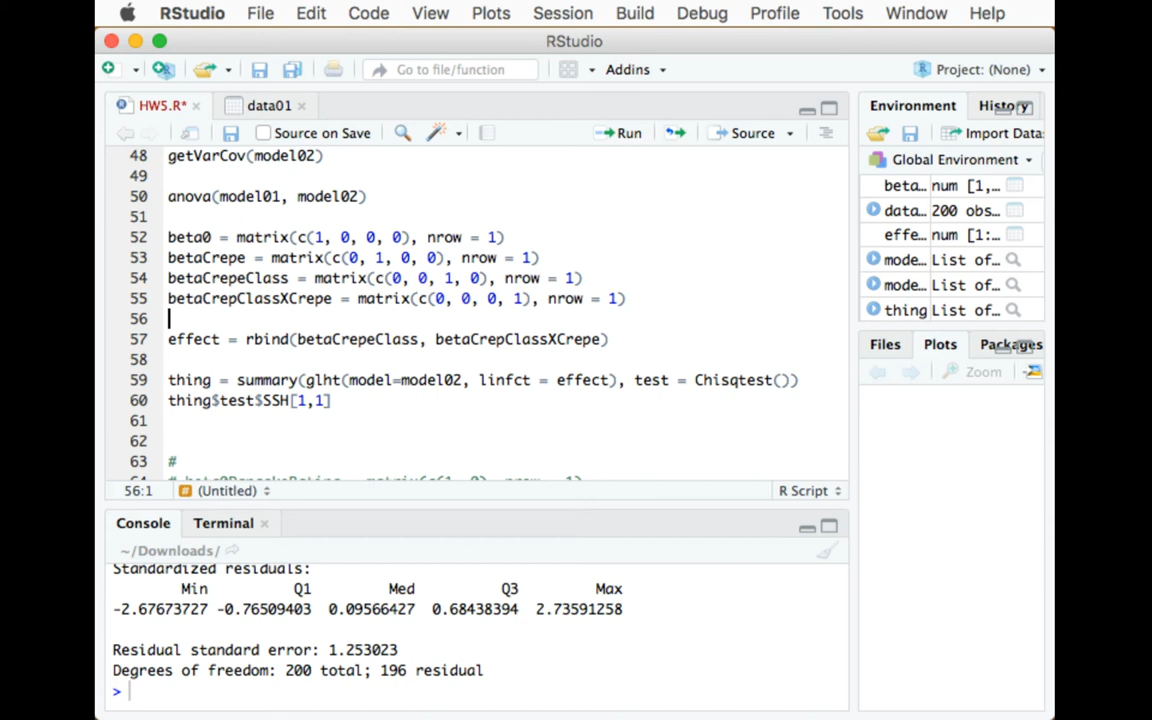 RStudio File Edit Code View Plots Session Build Debug Profile Tools Window Help
RStudio
Go to file/function Addins Project: (None)
HW5.R* data01
Source on Save Run Source
48 getVarCov(model02)
49
50 anova(model01, model02)
51
52 beta0 = matrix(c(1, 0, 0, 0), nrow = 1)
53 betaCrepe = matrix(c(0, 1, 0, 0), nrow = 1)
54 betaCrepeClass = matrix(c(0, 0, 1, 0), nrow = 1)
55 betaCrepClassXCrepe = matrix(c(0, 0, 0, 1), nrow = 1)
56
57 effect = rbind(betaCrepeClass, betaCrepClassXCrepe)
58
59 thing = summary(glht(model=model02, linfct = effect), test = Chisqtest())
60 thing$test$SSH[1,1]
61
62
63 #
56:1 (Untitled) R Script
Console Terminal
~/Downloads/
Standardized residuals:
Min Q1 Med Q3 Max
-2.67673727 -0.76509403 0.09566427 0.68438394 2.73591258
Residual standard error: 1.253023
Degrees of freedom: 200 total; 196 residual
>
Environment History
Import Data
Global Environment
beta… num [1,…
data… 200 obs…
effe… num [1:…
mode… List of…
mode… List of…
thing List of…
Files Plots Packages
Zoom